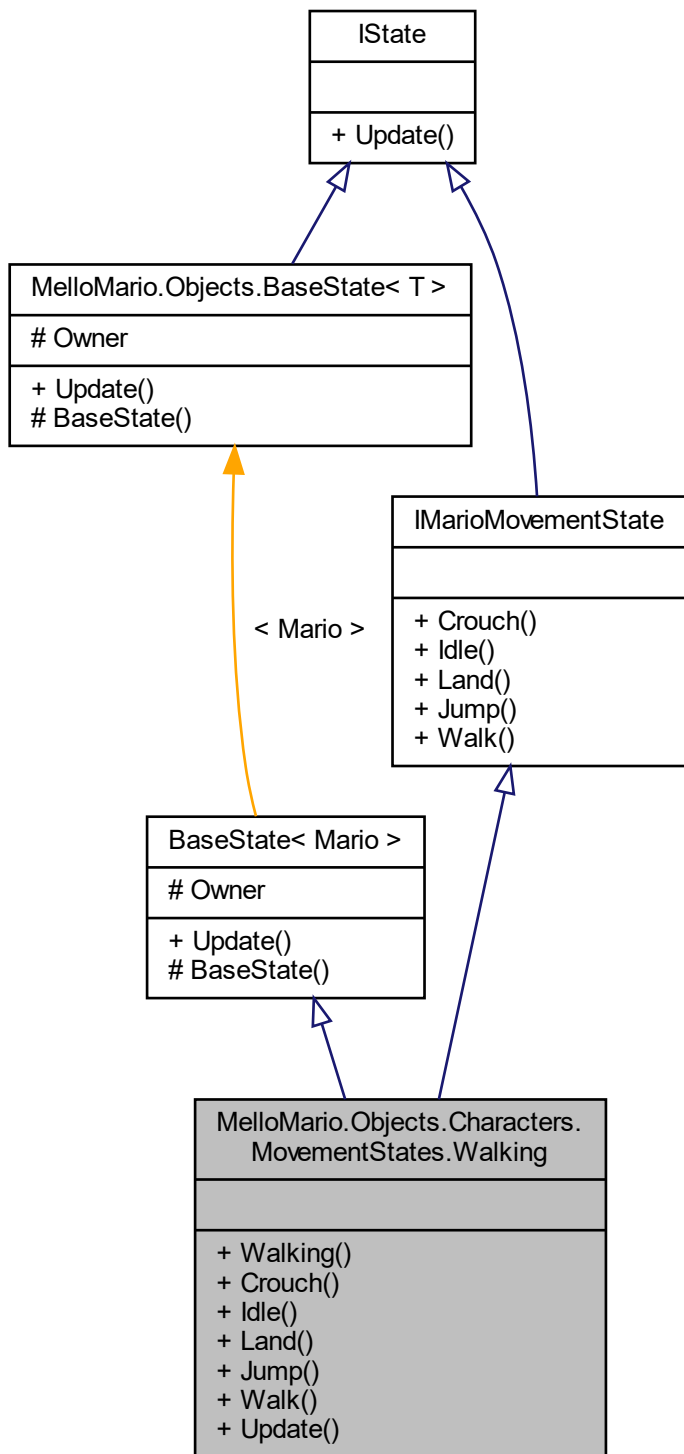 IState
+ Update()
MelloMario.Objects.BaseState< T >
# Owner
+ Update()
# BaseState()
IMarioMovementState
+ Crouch()
+ Idle()
+ Land()
+ Jump()
+ Walk()
< Mario >
BaseState< Mario >
# Owner
+ Update()
# BaseState()
MelloMario.Objects.Characters.
MovementStates.Walking
+ Walking()
+ Crouch()
+ Idle()
+ Land()
+ Jump()
+ Walk()
+ Update()